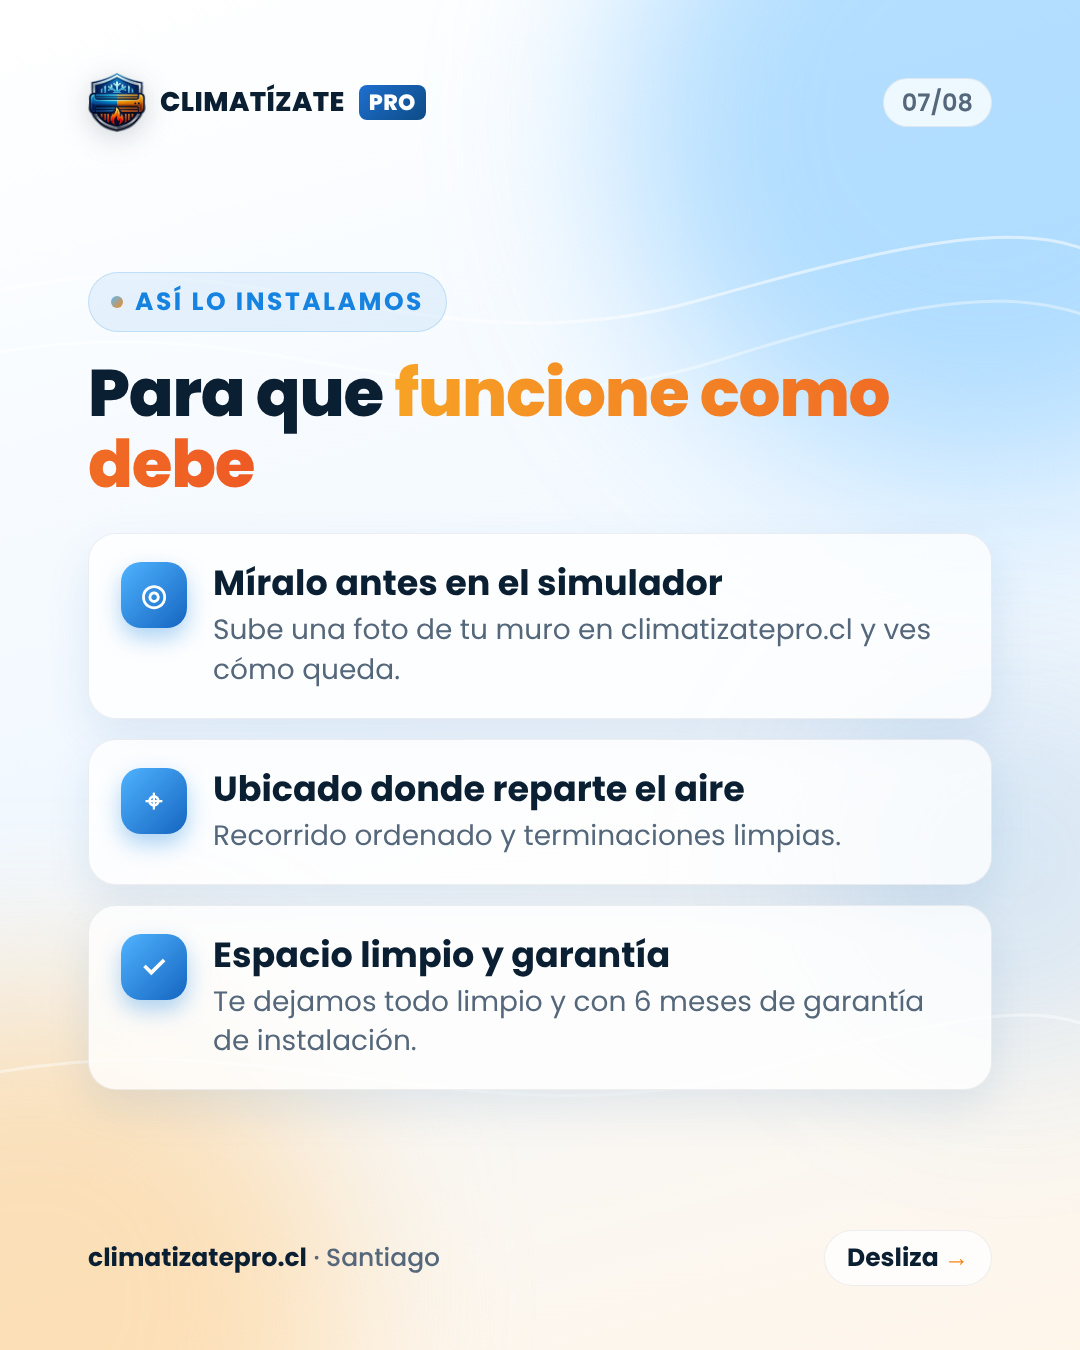 CLIMATÍZATE PRO
07/08
ASÍ LO INSTALAMOS
Para que funcione como
debe
Míralo antes en el simulador
Sube una foto de tu muro en climatizatepro.cl y ves
cómo queda.
Ubicado donde reparte el aire
Recorrido ordenado y terminaciones limpias.
Espacio limpio y garantía
Te dejamos todo limpio y con 6 meses de garantía
de instalación.
climatizatepro.cl · Santiago
Desliza →